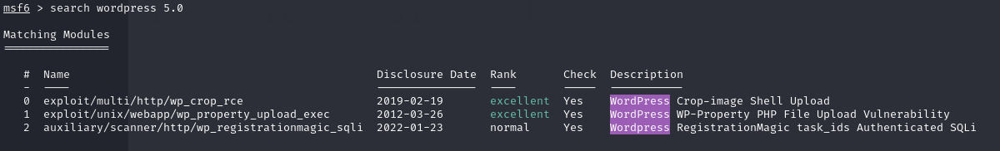 msf6 > search wordpress 5.0
Matching Modules
================
# Name Disclosure Date Rank Check Description
- ---- --------------- ---- ----- -----------
0 exploit/multi/http/wp_crop_rce 2019-02-19 excellent Yes WordPress Crop-image Shell Upload
1 exploit/unix/webapp/wp_property_upload_exec 2012-03-26 excellent Yes WordPress WP-Property PHP File Upload Vulnerability
2 auxiliary/scanner/http/wp_registrationmagic_sqli 2022-01-23 normal Yes Wordpress RegistrationMagic task_ids Authenticated SQLi